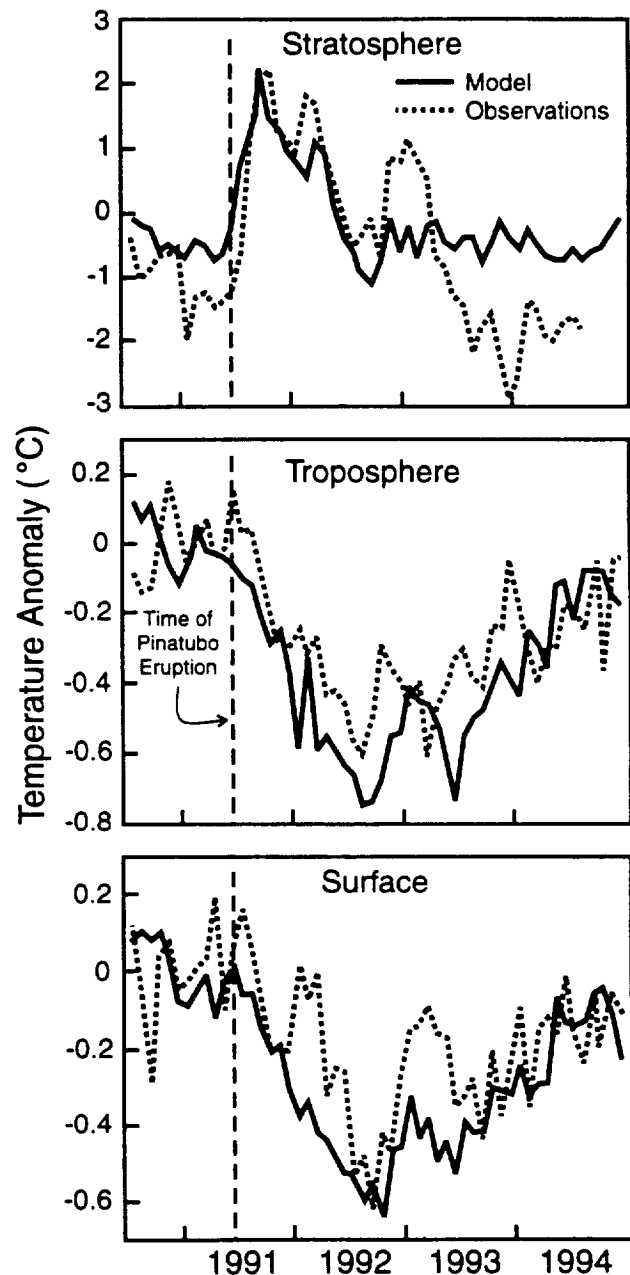 Temperature Anomaly (°C)
Stratosphere
Model
Observations
3
2
1
0
-1
-2
-3
Troposphere
0.2
0
-0.2
-0.4
-0.6
-0.8
Time of
Pinatubo
Eruption
Surface
0.2
0
-0.2
-0.4
-0.6
1991 1992 1993 1994